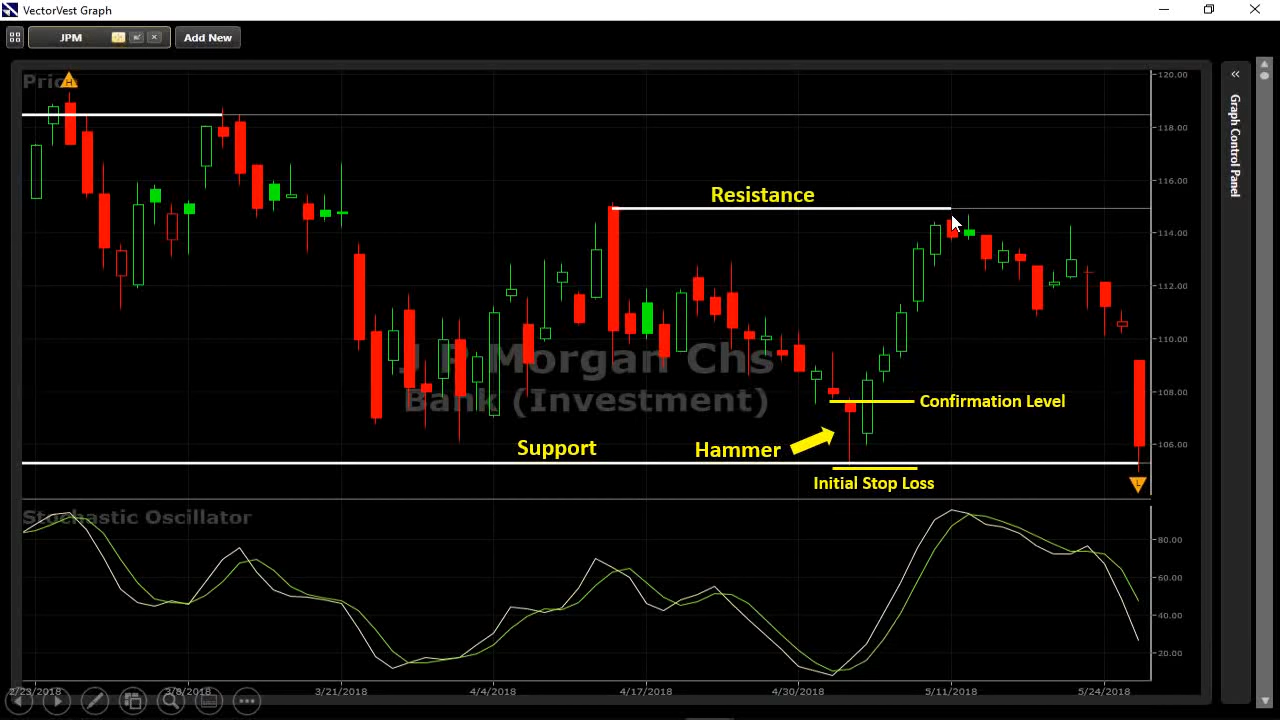 VectorVest Graph
JPM
Add New
Price
H
120.00
118.00
116.00
114.00
112.00
110.00
108.00
106.00
Resistance
J P Morgan Chs
Bank (Investment)
Confirmation Level
Support
Hammer
Initial Stop Loss
L
Graph Control Panel
Stochastic Oscillator
80.00
60.00
40.00
20.00
2/23/2018
3/8/2018
3/21/2018
4/4/2018
4/17/2018
4/30/2018
5/11/2018
5/24/2018